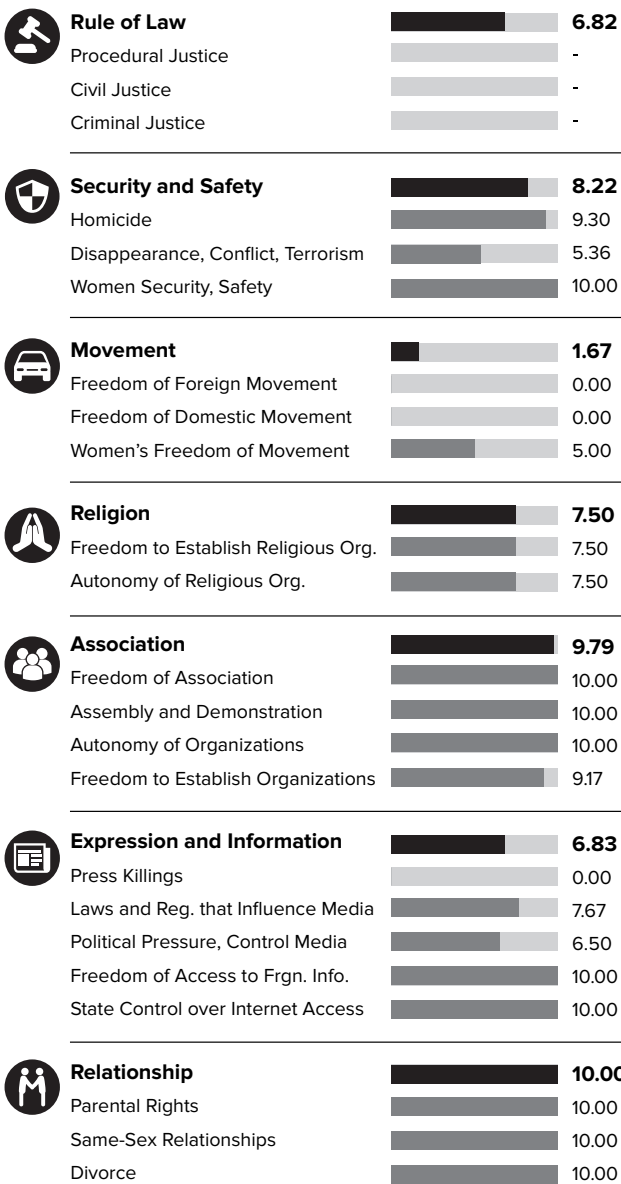 Rule of Law 6.82
Procedural Justice -
Civil Justice -
Criminal Justice -
Security and Safety 8.22
Homicide 9.30
Disappearance, Conflict, Terrorism 5.36
Women Security, Safety 10.00
Movement 1.67
Freedom of Foreign Movement 0.00
Freedom of Domestic Movement 0.00
Women’s Freedom of Movement 5.00
Religion 7.50
Freedom to Establish Religious Org. 7.50
Autonomy of Religious Org. 7.50
Association 9.79
Freedom of Association 10.00
Assembly and Demonstration 10.00
Autonomy of Organizations 10.00
Freedom to Establish Organizations 9.17
Expression and Information 6.83
Press Killings 0.00
Laws and Reg. that Influence Media 7.67
Political Pressure, Control Media 6.50
Freedom of Access to Frgn. Info. 10.00
State Control over Internet Access 10.00
Relationship 10.00
Parental Rights 10.00
Same-Sex Relationships 10.00
Divorce 10.00